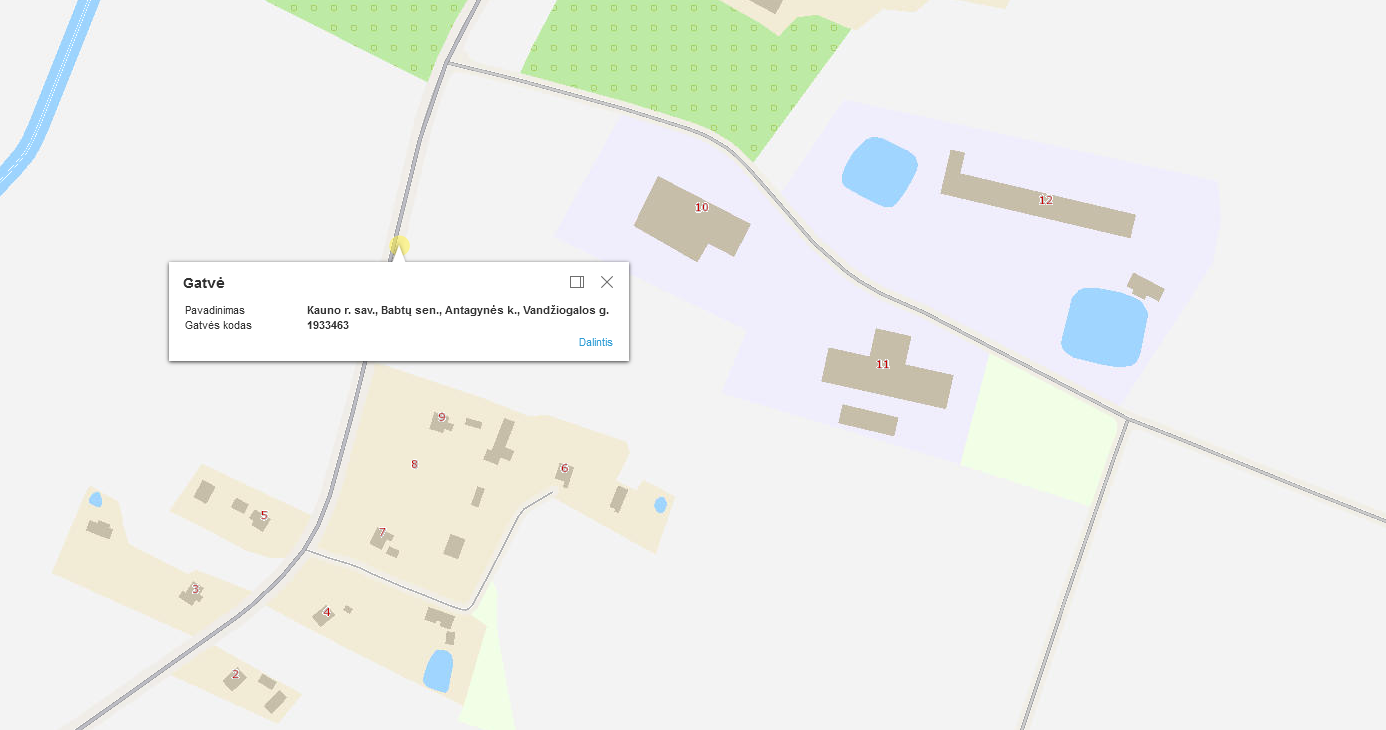 10
12
Gatvė
Pavadinimas Kauno r. sav., Babtų sen., Antagynės k., Vandžiogalos g.
Gatvės kodas 1933463
Dalintis
11
9
8
6
5
7
3
4
2